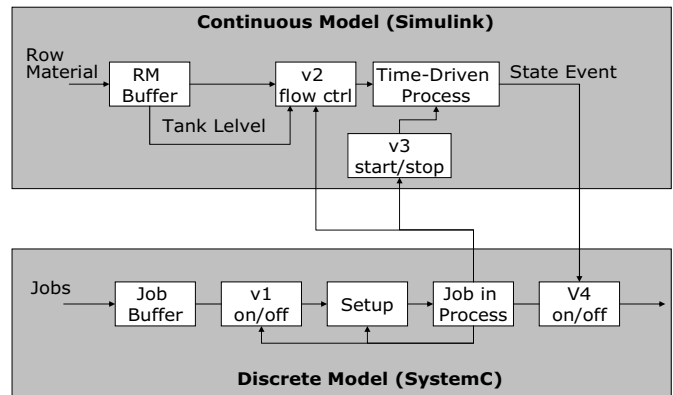 Continuous Model (Simulink)
Row
Material
RM
Buffer
v2
flow ctrl
Time-Driven
Process
State Event
Tank Lelvel
v3
start/stop
Jobs
Job
Buffer
v1
on/off
Setup
Job in
Process
V4
on/off
Discrete Model (SystemC)